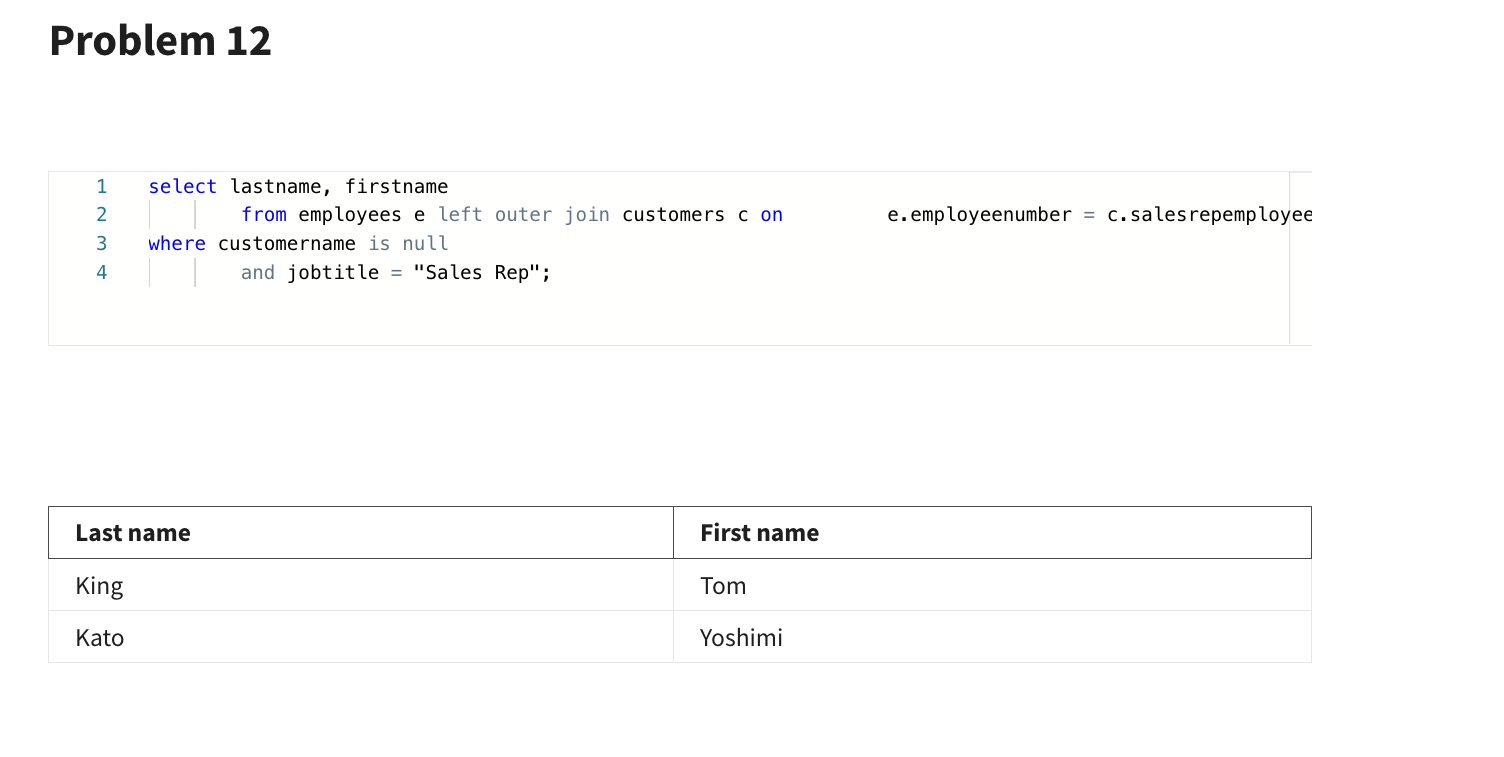 Problem 12
1 select lastname, firstname
2 from employees e left outer join customers c on e.employeenumber = c.salesrepemployee
3 where customername is null
4 and jobtitle = "Sales Rep";
Last name First name
King Tom
Kato Yoshimi